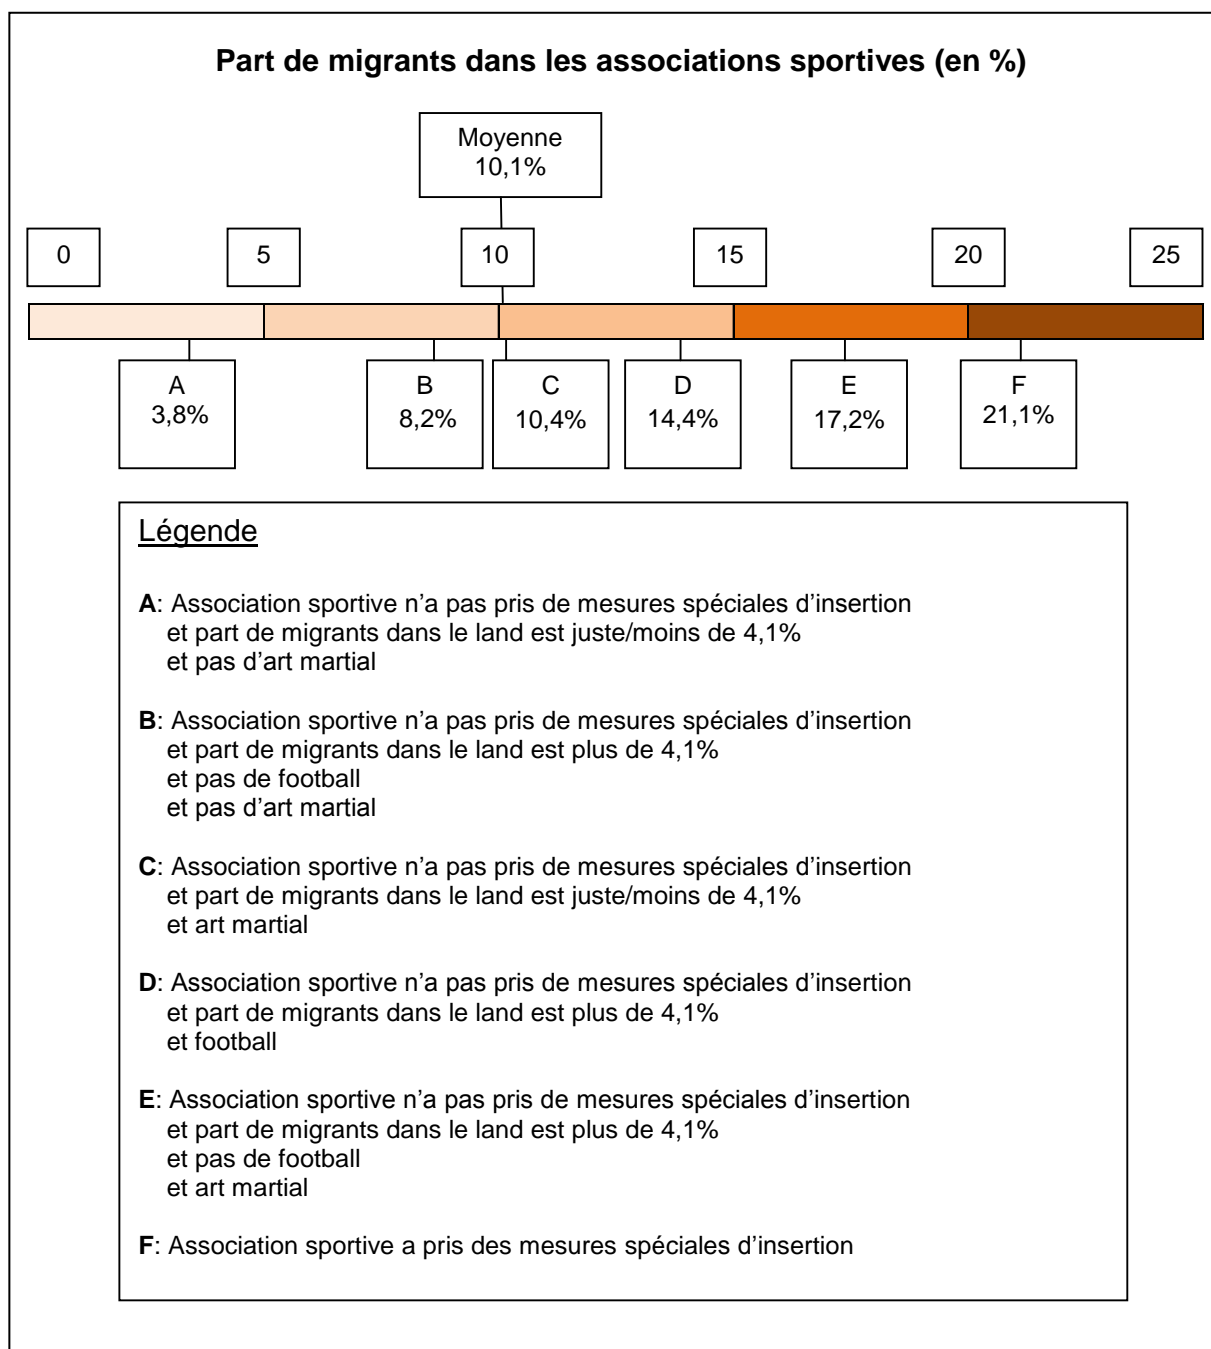 Part de migrants dans les associations sportives (en %)
Moyenne
10,1%
0
5
10
15
20
25
A
3,8%
B
8,2%
C
10,4%
D
14,4%
E
17,2%
F
21,1%
Légende
A: Association sportive n'a pas pris de mesures spéciales d'insertion
et part de migrants dans le land est juste/moins de 4,1%
et pas d'art martial
B: Association sportive n'a pas pris de mesures spéciales d'insertion
et part de migrants dans le land est plus de 4,1%
et pas de football
et pas d'art martial
C: Association sportive n'a pas pris de mesures spéciales d'insertion
et part de migrants dans le land est juste/moins de 4,1%
et art martial
D: Association sportive n'a pas pris de mesures spéciales d'insertion
et part de migrants dans le land est plus de 4,1%
et football
E: Association sportive n'a pas pris de mesures spéciales d'insertion
et part de migrants dans le land est plus de 4,1%
et pas de football
et art martial
F: Association sportive a pris des mesures spéciales d'insertion